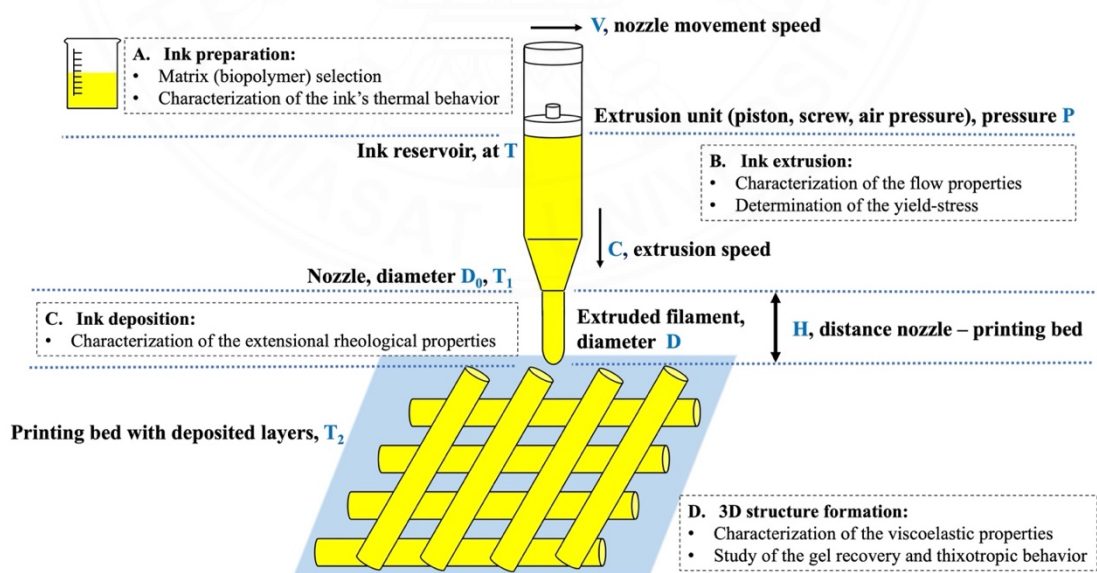 V, nozzle movement speed
A. Ink preparation:
• Matrix (biopolymer) selection
• Characterization of the ink's thermal behavior
Extrusion unit (piston, screw, air pressure), pressure P
Ink reservoir, at T
B. Ink extrusion:
• Characterization of the flow properties
• Determination of the yield-stress
C, extrusion speed
Nozzle, diameter D₀, T₁
C. Ink deposition:
• Characterization of the extensional rheological properties
Extruded filament,
diameter D
H, distance nozzle – printing bed
Printing bed with deposited layers, T₂
D. 3D structure formation:
• Characterization of the viscoelastic properties
• Study of the gel recovery and thixotropic behavior